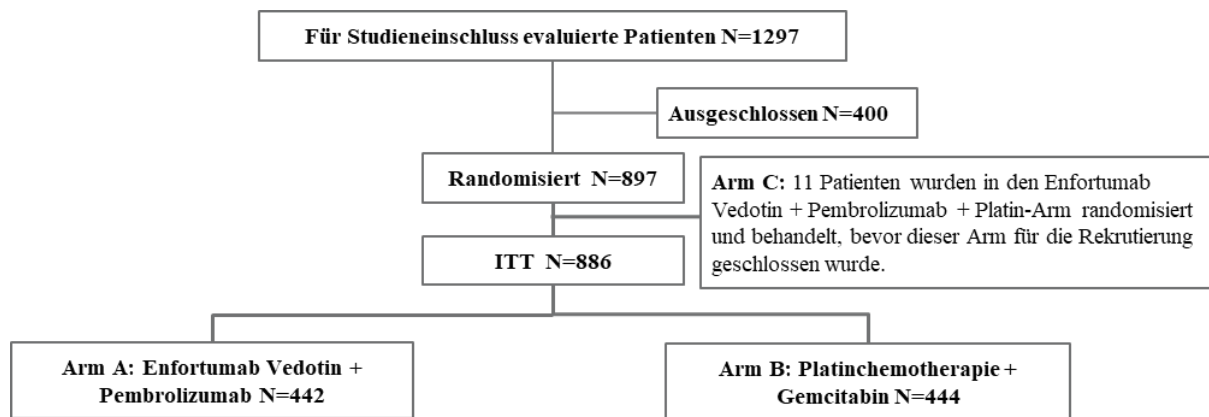 Für Studieneinschluss evaluierte Patienten N=1297
Ausgeschlossen N=400
Randomisiert N=897
Arm C: 11 Patienten wurden in den Enfortumab
Vedotin + Pembrolizumab + Platin-Arm randomisiert
und behandelt, bevor dieser Arm für die Rekrutierung
geschlossen wurde.
ITT N=886
Arm A: Enfortumab Vedotin +
Pembrolizumab N=442
Arm B: Platinchemotherapie +
Gemcitabin N=444